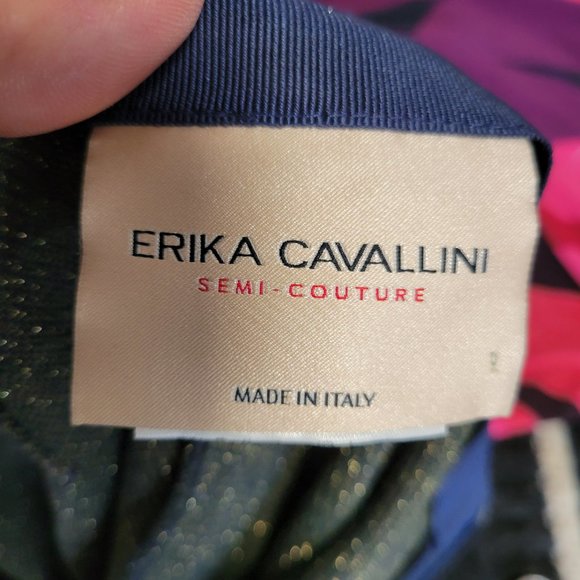 ERIKA CAVALLINI
SEMI-COUTURE
MADE IN ITALY